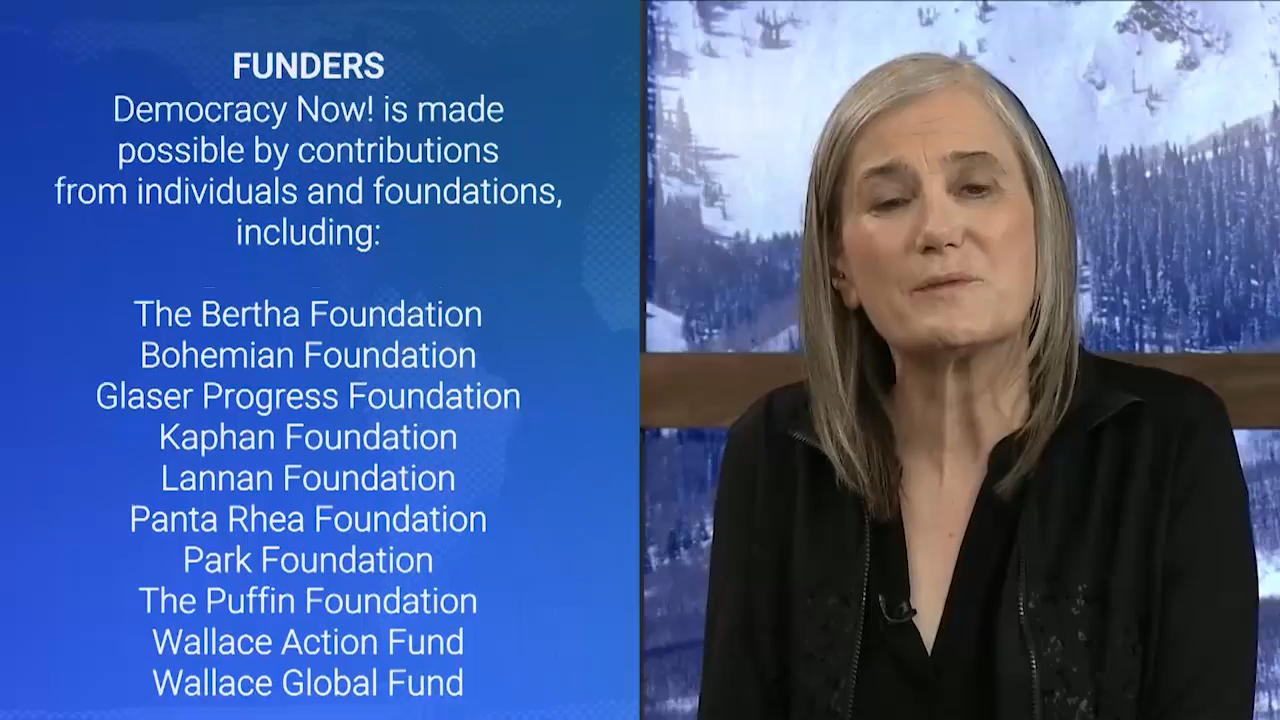 FUNDERS
Democracy Now! is made
possible by contributions
from individuals and foundations,
including:
The Bertha Foundation
Bohemian Foundation
Glaser Progress Foundation
Kaphan Foundation
Lannan Foundation
Panta Rhea Foundation
Park Foundation
The Puffin Foundation
Wallace Action Fund
Wallace Global Fund